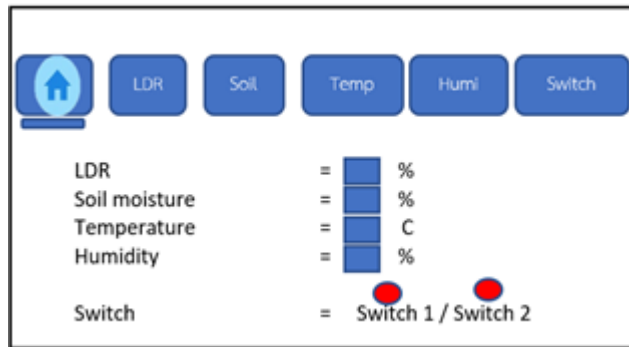 LDR Soil Temp Humi Switch
LDR = %
Soil moisture = %
Temperature = C
Humidity = %
Switch = Switch 1 / Switch 2